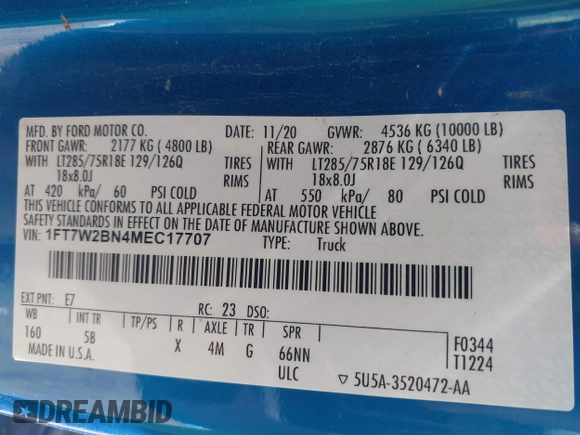 MFD. BY FORD MOTOR CO.
DATE: 11/20 GVWR: 4536 KG (10000 LB)
FRONT GAWR: 2177 KG ( 4800 LB)
REAR GAWR: 2876 KG ( 6340 LB)
WITH LT285/75R18E 129/126Q TIRES
WITH LT285/75R18E 129/126Q TIRES
18x8.0J RIMS
18x8.0J RIMS
AT 420 kPa/ 60 PSI COLD
AT 550 kPa/ 80 PSI COLD
THIS VEHICLE CONFORMS TO ALL APPLICABLE FEDERAL MOTOR VEHICLE
SAFETY STANDARDS IN EFFECT ON THE DATE OF MANUFACTURE SHOWN ABOVE.
VIN: 1FT7W2BN4MEC17707 TYPE: Truck
EXT PNT: E7 RC: 23 DSO:
WB INT TR TP/PS R AXLE TR SPR
160 5B X 4M G 66NN
F0344
T1224
MADE IN U.S.A. ULC
▽ 5U5A-3520472-AA
DREAMBID